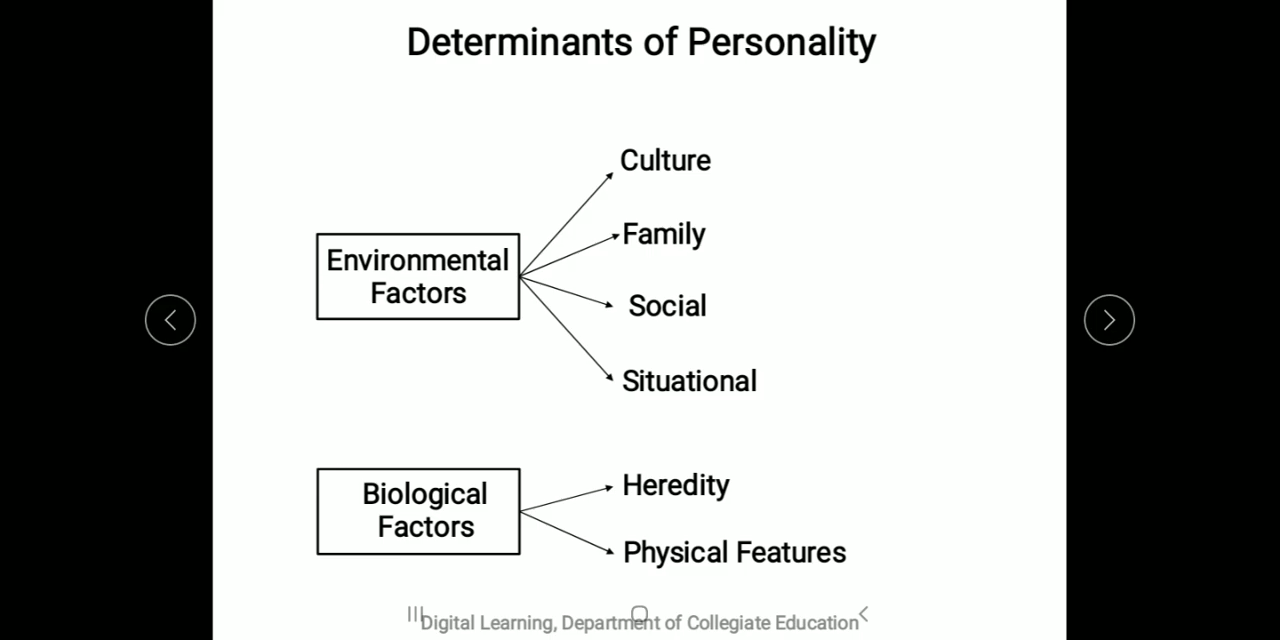 Determinants of Personality
Culture
Family
Environmental
Factors
Social
Situational
Biological
Factors
Heredity
Physical Features
Digital Learning, Department of Collegiate Education